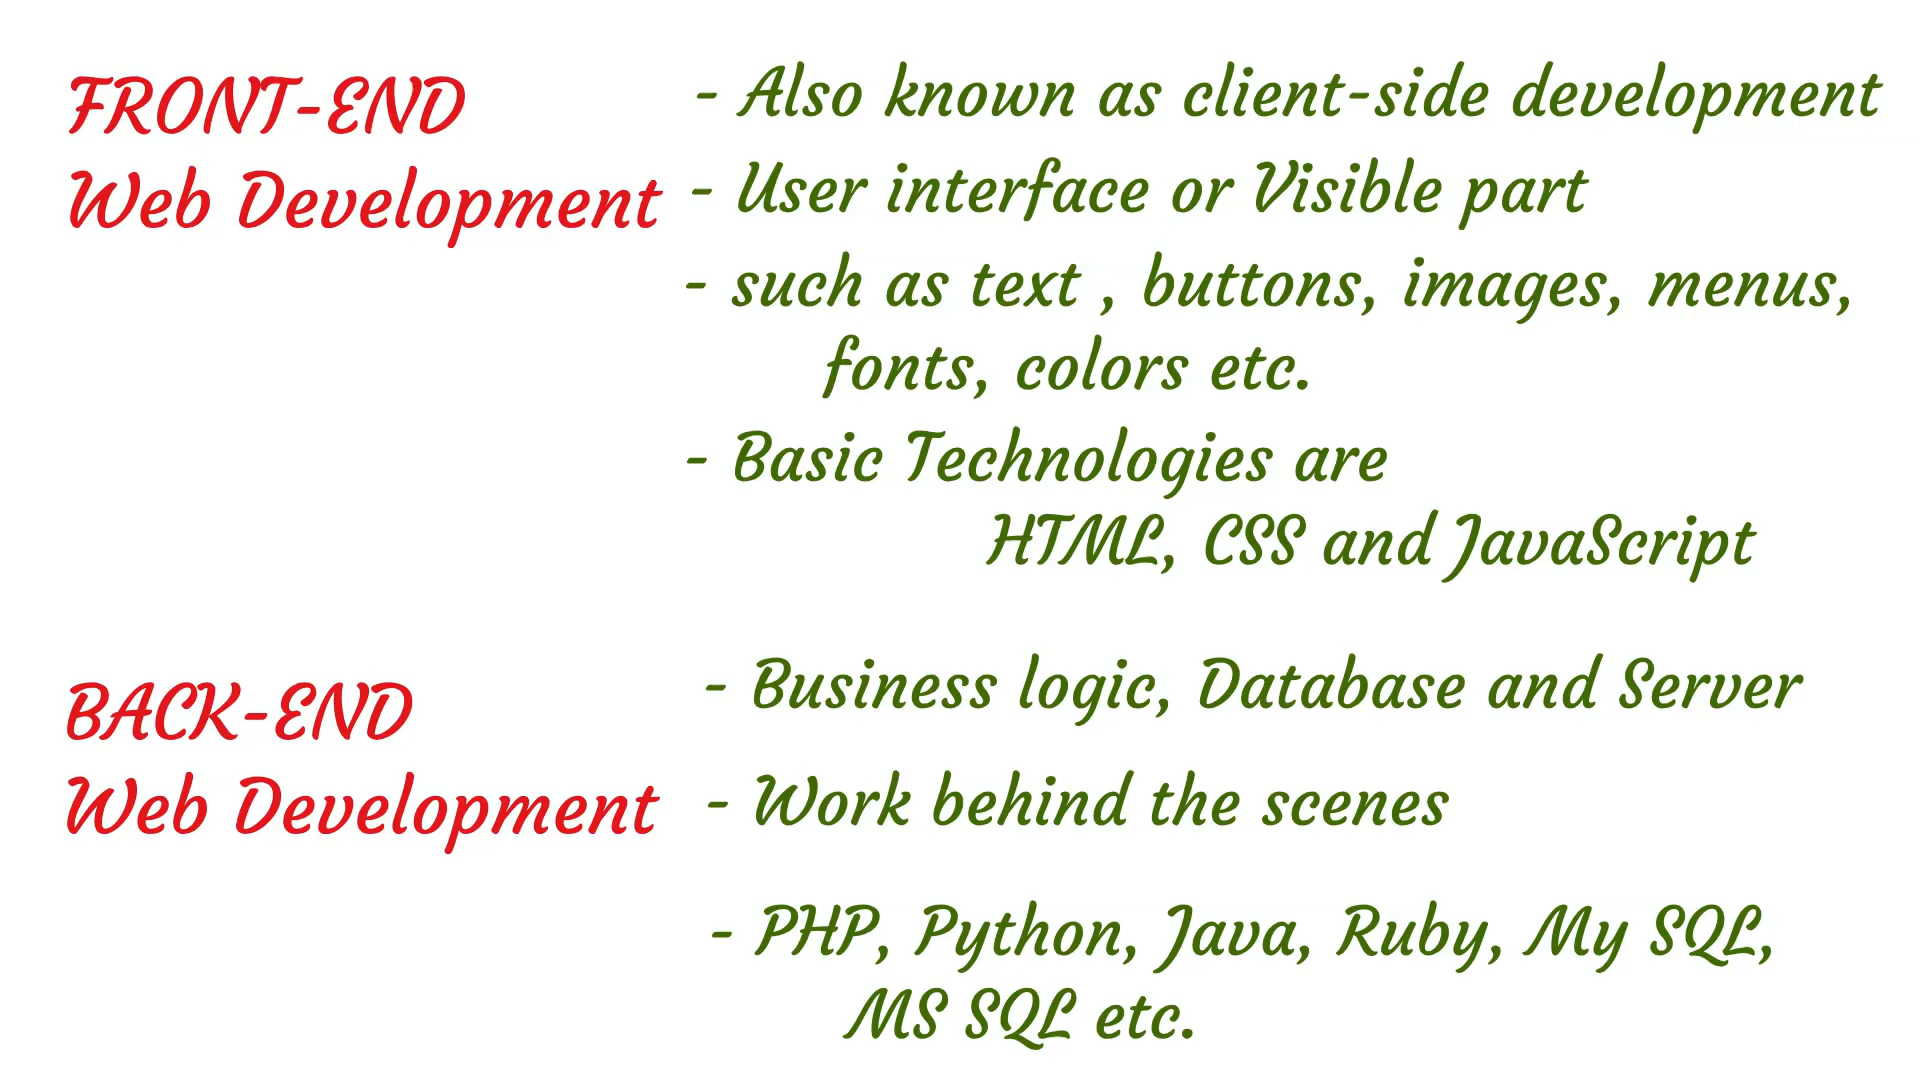 FRONT-END
Web Development
- Also known as client-side development
- User interface or Visible part
- such as text , buttons, images, menus,
fonts, colors etc.
- Basic Technologies are
HTML, CSS and JavaScript
BACK-END
Web Development
- Business logic, Database and Server
- Work behind the scenes
- PHP, Python, Java, Ruby, My SQL,
MS SQL etc.